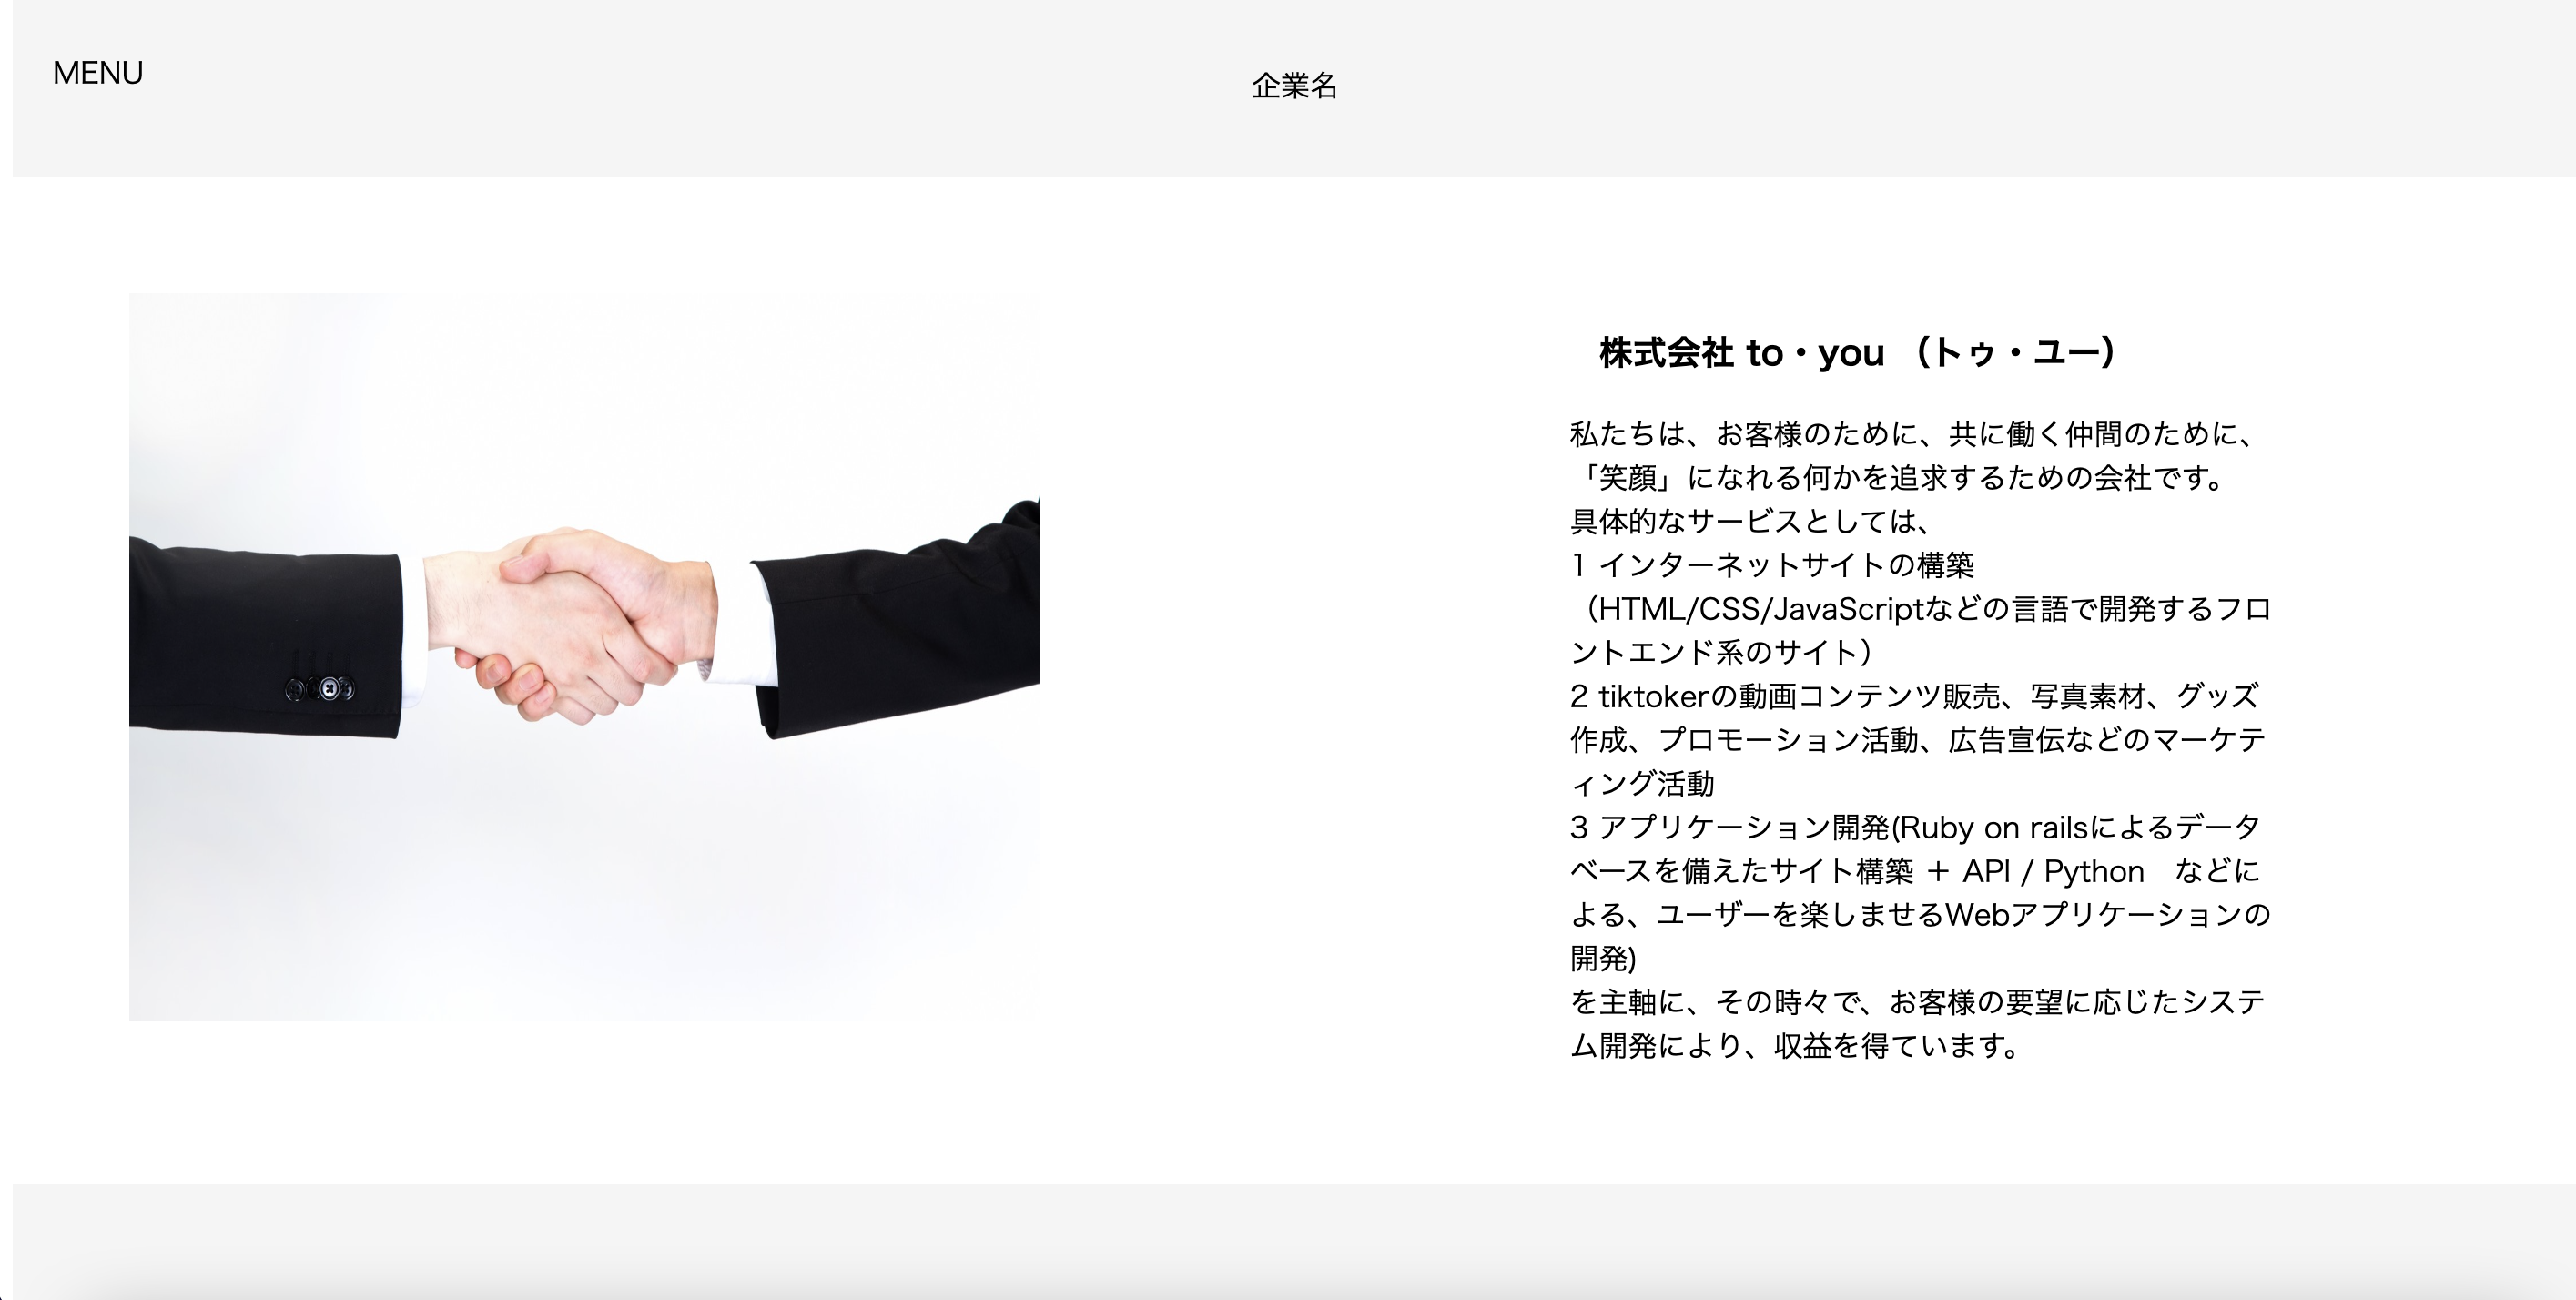 MENU
企業名
株式会社 to・you （トゥ・ユー）
私たちは、お客様のために、共に働く仲間のために、
「笑顔」になれる何かを追求するための会社です。
具体的なサービスとしては、
1 インターネットサイトの構築
（HTML/CSS/JavaScriptなどの言語で開発するフロ
ントエンド系のサイト）
2 tiktokerの動画コンテンツ販売、写真素材、グッズ
作成、プロモーション活動、広告宣伝などのマーケテ
ィング活動
3 アプリケーション開発(Ruby on railsによるデータ
ベースを備えたサイト構築 ＋ API / Python　などに
よる、ユーザーを楽しませるWebアプリケーションの
開発)
を主軸に、その時々で、お客様の要望に応じたシステ
ム開発により、収益を得ています。